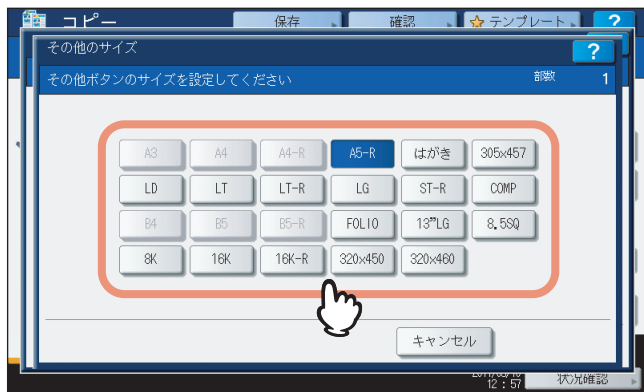 コピー 保存 確認 テンプレート ?
その他のサイズ ?
その他ボタンのサイズを設定してください 部数 1
A3 A4 A4-R A5-R はがき 305x457
LD LT LT-R LG ST-R COMP
B4 B5 B5-R FOLIO 13"LG 8.5SQ
8K 16K 16K-R 320x450 320x460
キャンセル
12:57 状況確認